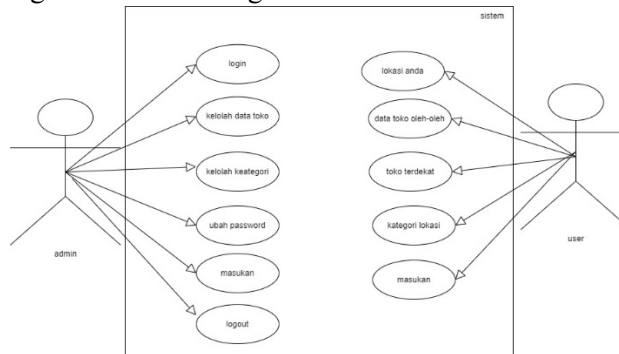 sistem
login
lokasi anda
kelolah data toko
data toko oleh-oleh
kelolah keategori
toko terdekat
ubah password
kategori lokasi
admin
user
masukan
masukan
logout